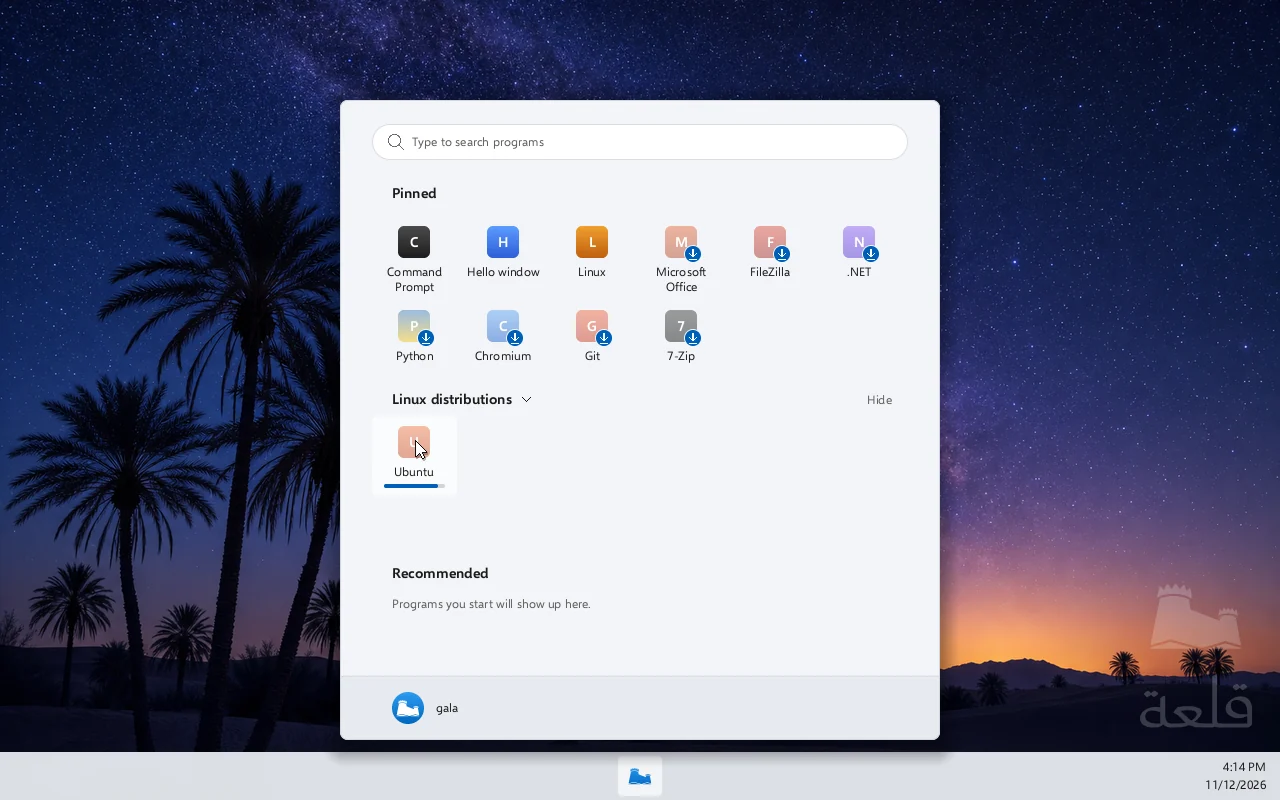 Type to search programs
Pinned
C
H
L
M
F
N
Command
Prompt
Hello window
Linux
Microsoft
Office
FileZilla
.NET
P
C
G
7
Python
Chromium
Git
7-Zip
Linux distributions
Hide
Ubuntu
Recommended
Programs you start will show up here.
gala
قلعة
4:14 PM
11/12/2026